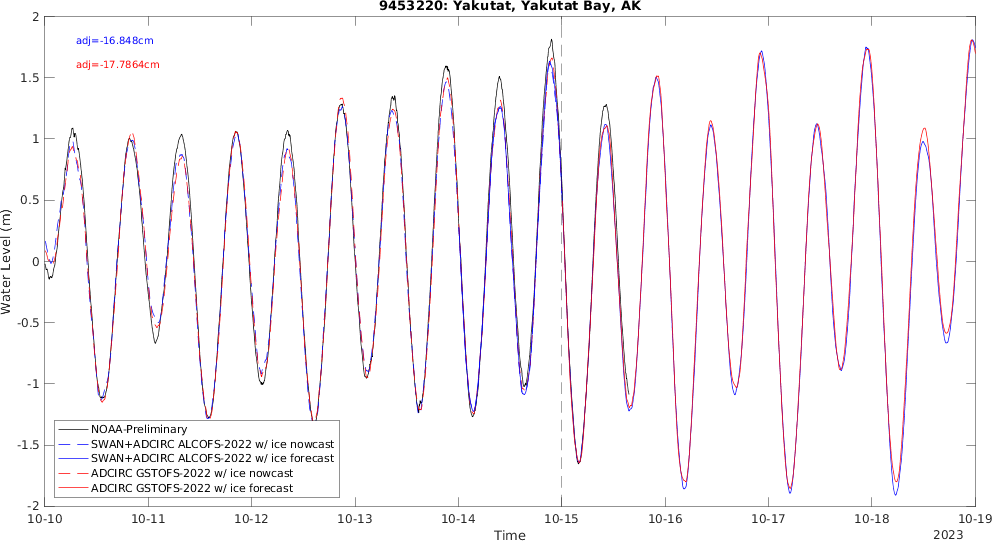 9453220: Yakutat, Yakutat Bay, AK
adj=-16.848cm
adj=-17.7864cm
Water Level (m)
2
1.5
1
0.5
0
-0.5
-1
-1.5
-2
NOAA-Preliminary
SWAN+ADCIRC ALCOFS-2022 w/ ice nowcast
SWAN+ADCIRC ALCOFS-2022 w/ ice forecast
ADCIRC GSTOFS-2022 w/ ice nowcast
ADCIRC GSTOFS-2022 w/ ice forecast
10-10 10-11 10-12 10-13 10-14 10-15 10-16 10-17 10-18 10-19
Time
2023